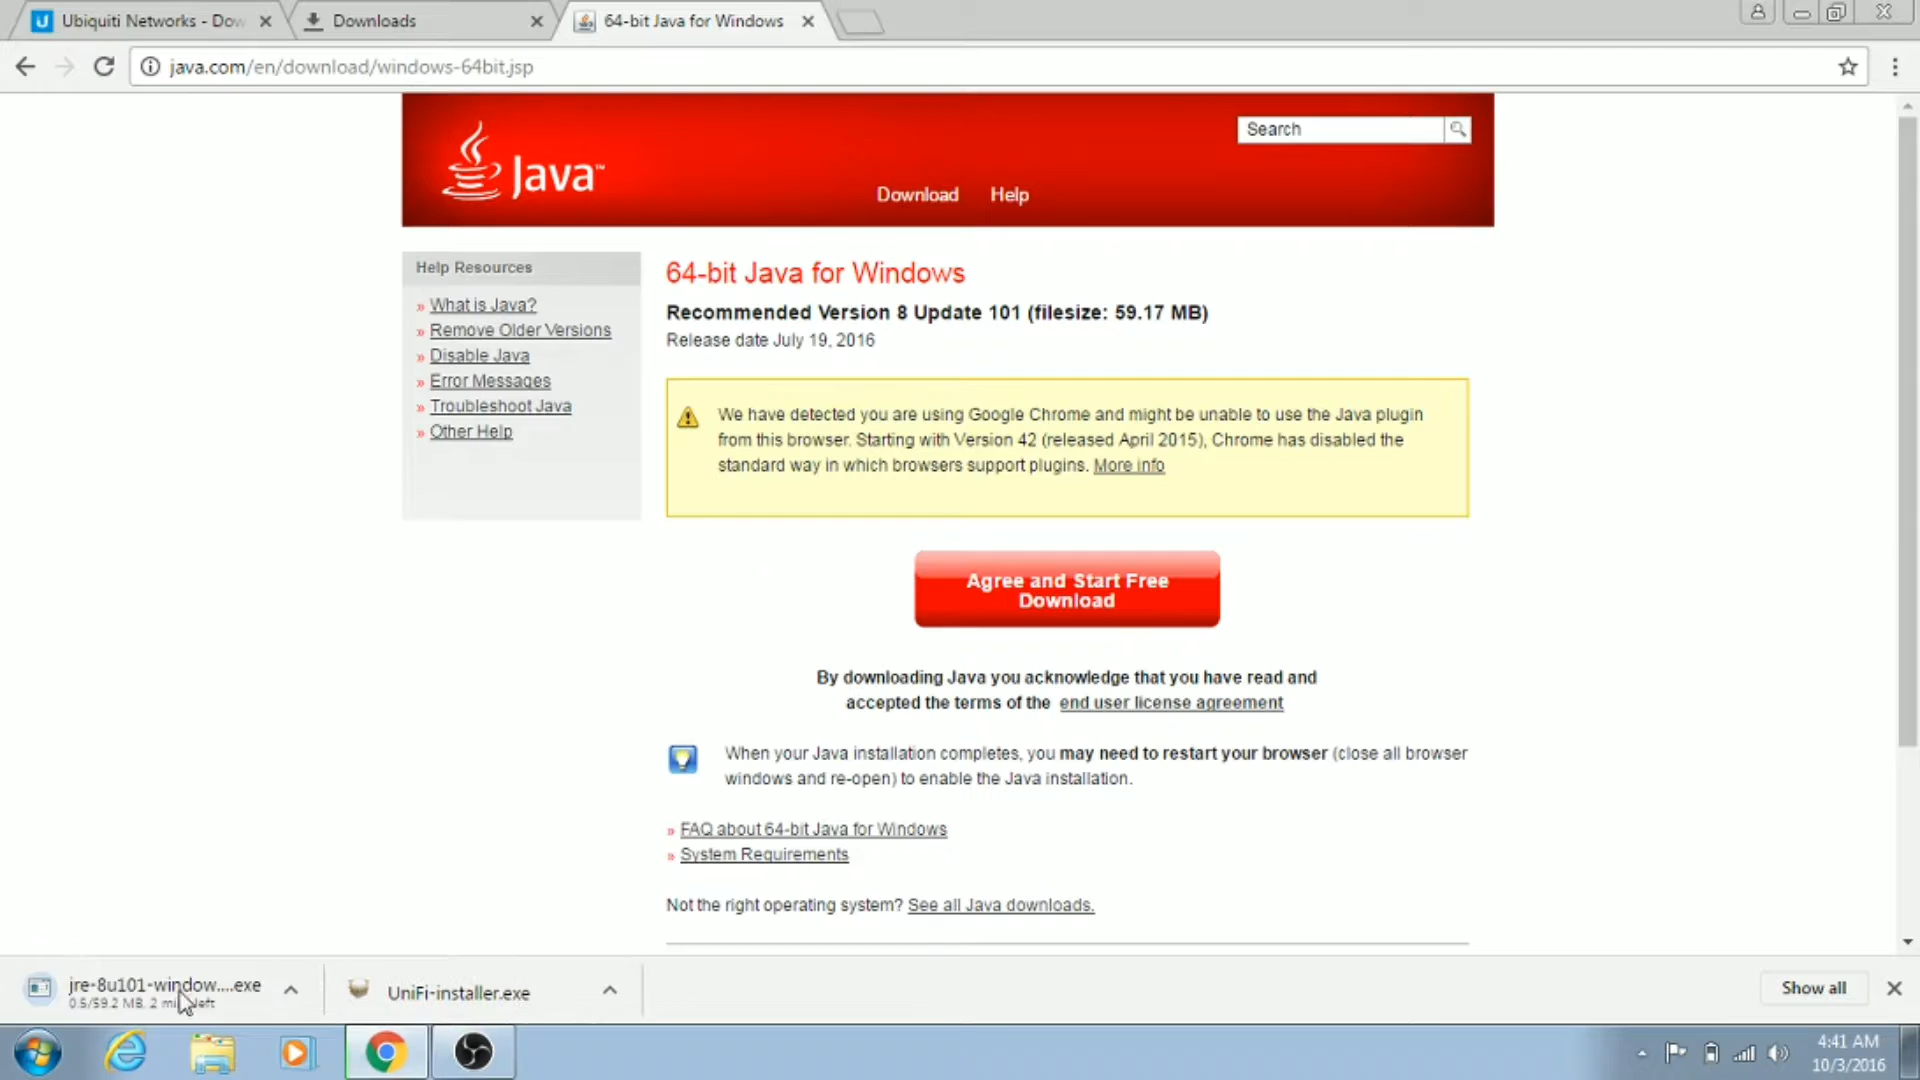 Ubiquiti Networks - Dow
Downloads
64-bit Java for Windows
java.com/en/download/windows-64bit.jsp
Java™
Search
Download
Help
Help Resources
» What is Java?
» Remove Older Versions
» Disable Java
» Error Messages
» Troubleshoot Java
» Other Help
64-bit Java for Windows
Recommended Version 8 Update 101 (filesize: 59.17 MB)
Release date July 19, 2016
We have detected you are using Google Chrome and might be unable to use the Java plugin
from this browser. Starting with Version 42 (released April 2015), Chrome has disabled the
standard way in which browsers support plugins. More info
Agree and Start Free
Download
By downloading Java you acknowledge that you have read and
accepted the terms of the end user license agreement
When your Java installation completes, you may need to restart your browser (close all browser
windows and re-open) to enable the Java installation.
» FAQ about 64-bit Java for Windows
» System Requirements
Not the right operating system? See all Java downloads.
jre-8u101-window....exe
0.5/59.2 MB, 2 left
UniFi-installer.exe
Show all
4:41 AM
10/3/2016